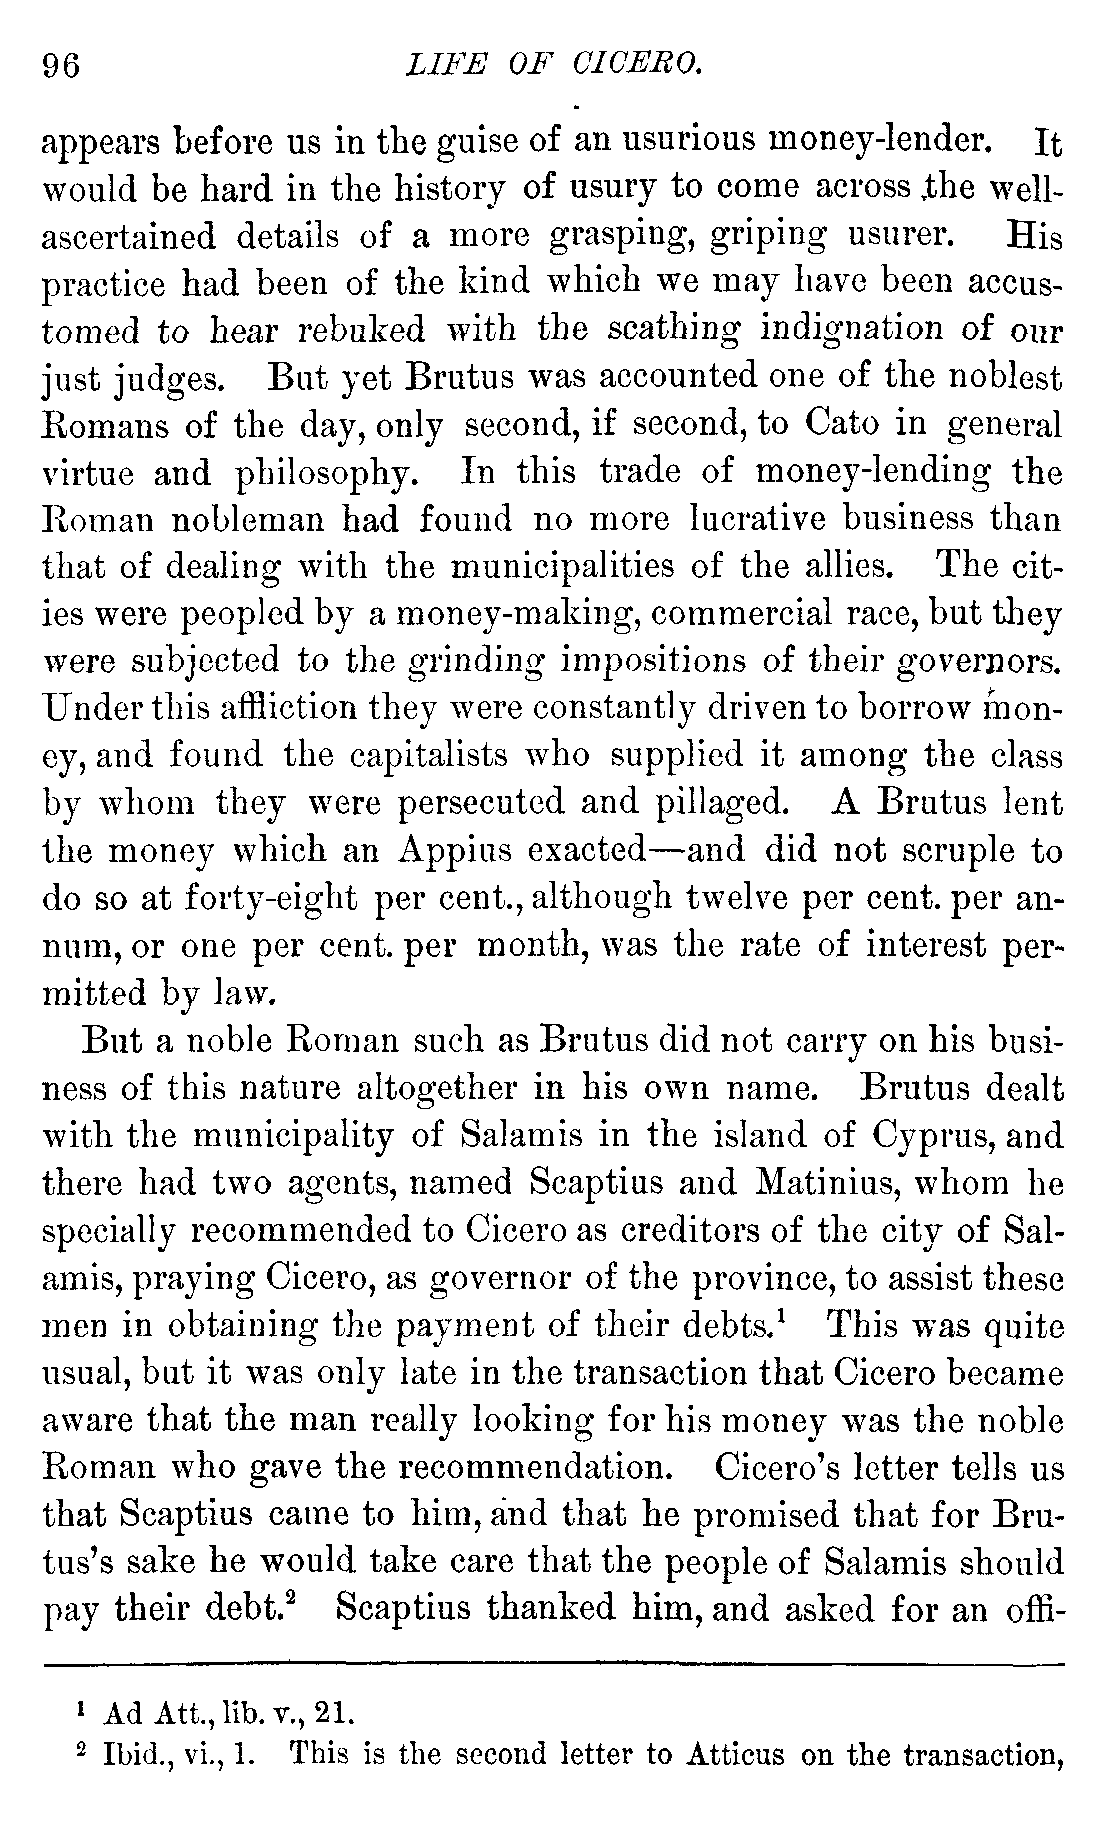 96 LIFE OF CICERO.
appears before us in the guise of an usurious money-lender. It
would be hard in the history of usury to come across the well-
ascertained details of a more grasping, griping usurer. His
practice had been of the kind which we may have been accus-
tomed to hear rebuked with the scathing indignation of our
just judges. But yet Brutus was accounted one of the noblest
Romans of the day, only second, if second, to Cato in general
virtue and philosophy. In this trade of money-lending the
Roman nobleman had found no more lucrative business than
that of dealing with the municipalities of the allies. The cit-
ies were peopled by a money-making, commercial race, but they
were subjected to the grinding impositions of their governors.
Under this affliction they were constantly driven to borrow mon-
ey, and found the capitalists who supplied it among the class
by whom they were persecuted and pillaged. A Brutus lent
the money which an Appius exacted—and did not scruple to
do so at forty-eight per cent., although twelve per cent. per an-
num, or one per cent. per month, was the rate of interest per-
mitted by law.
But a noble Roman such as Brutus did not carry on his busi-
ness of this nature altogether in his own name. Brutus dealt
with the municipality of Salamis in the island of Cyprus, and
there had two agents, named Scaptius and Matinius, whom he
specially recommended to Cicero as creditors of the city of Sal-
amis, praying Cicero, as governor of the province, to assist these
men in obtaining the payment of their debts.¹ This was quite
usual, but it was only late in the transaction that Cicero became
aware that the man really looking for his money was the noble
Roman who gave the recommendation. Cicero's letter tells us
that Scaptius came to him, and that he promised that for Bru-
tus's sake he would take care that the people of Salamis should
pay their debt.² Scaptius thanked him, and asked for an offi-
¹ Ad Att., lib. v., 21.
² Ibid., vi., 1. This is the second letter to Atticus on the transaction,